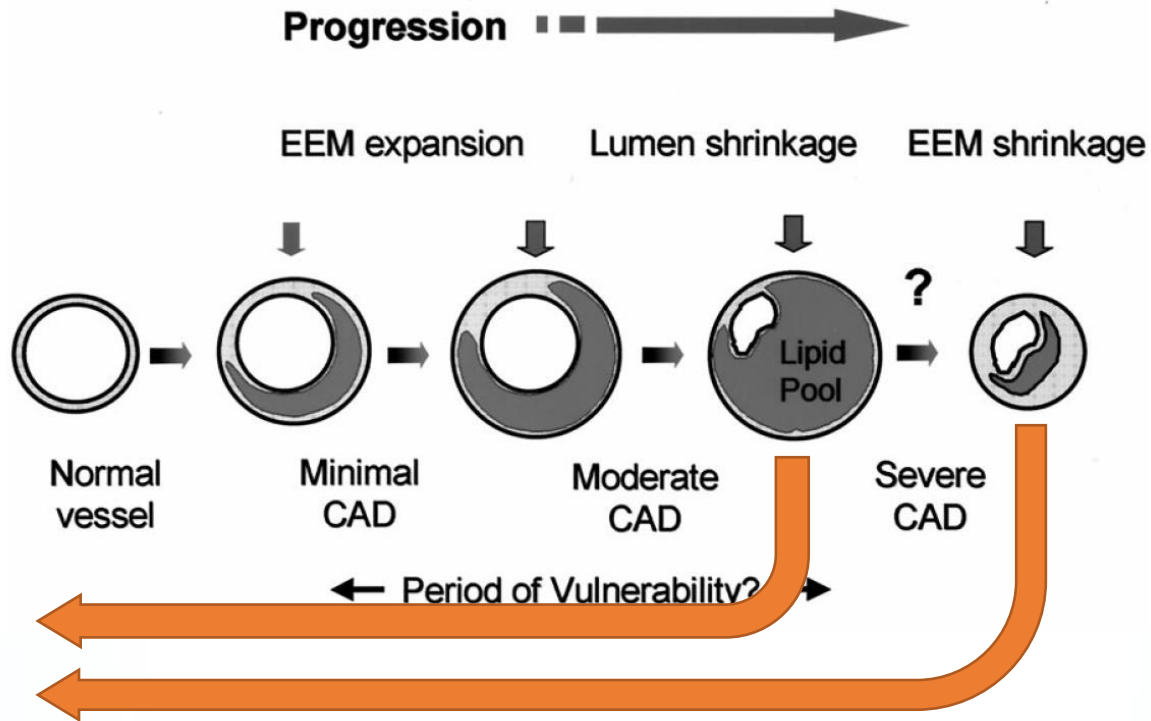 Progression
EEM expansion
Lumen shrinkage
EEM shrinkage
?
Lipid
Pool
Normal
vessel
Minimal
CAD
Moderate
CAD
Severe
CAD
Period of Vulnerability?